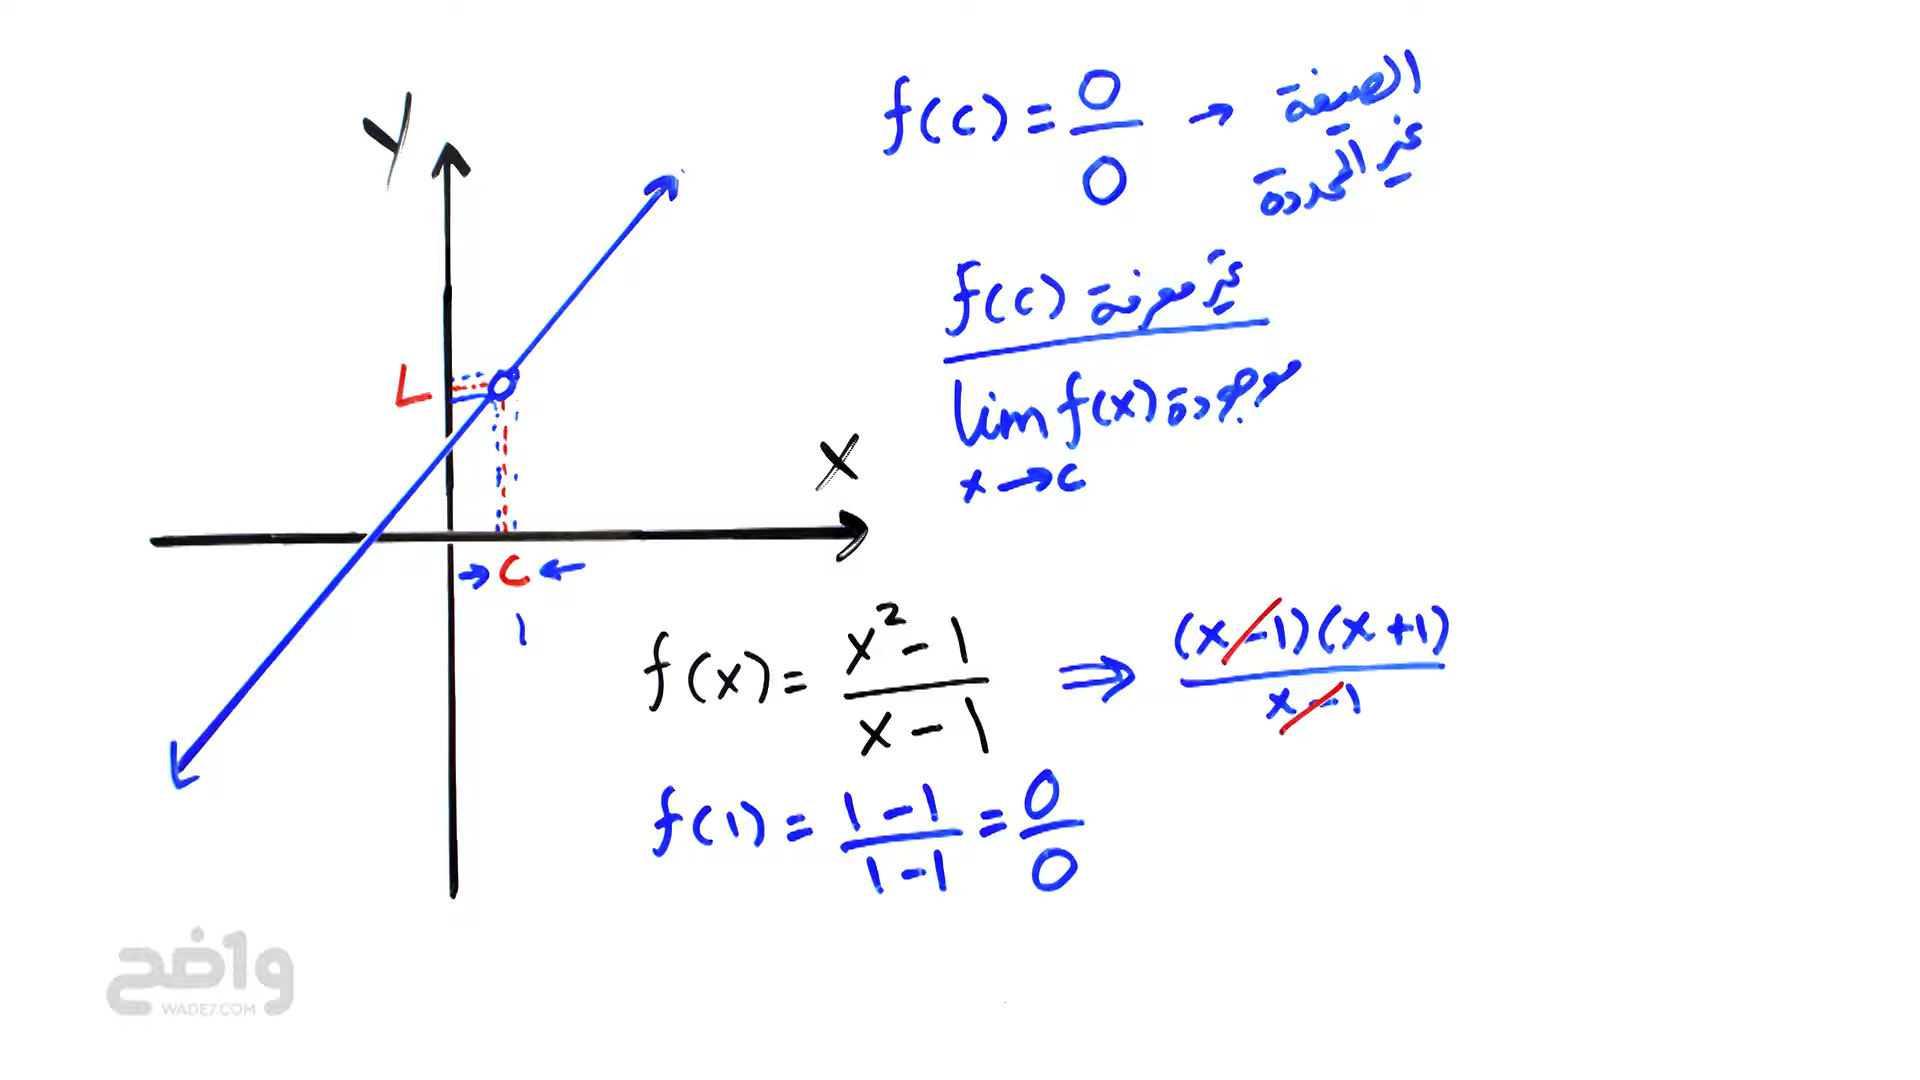 Y
f(c) = 0/0 → الصيغة
غير المحددة
f(c) غير معرفة
L
lim f(x) موجودة
x → c
X
→ c ←
1
f(x) = x² - 1 / x - 1 ⇒ (x - 1)(x + 1) / x - 1
f(1) = 1 - 1 / 1 - 1 = 0/0
واضح
WADE7.COM